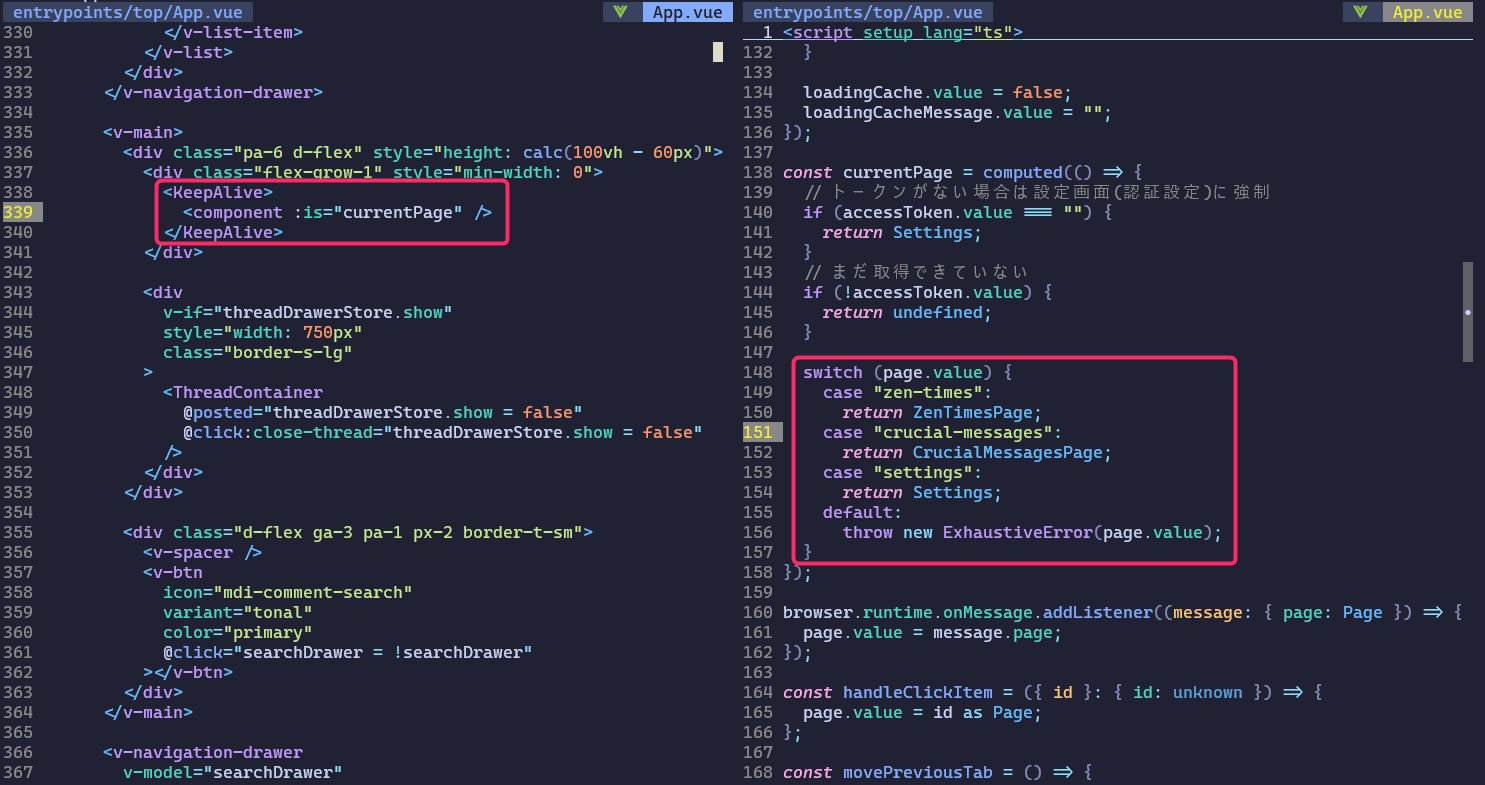 entrypoints/top/App.vue App.vue
330 </v-list-item>
331 </v-list>
332 </div>
333 </v-navigation-drawer>
334
335 <v-main>
336 <div class="pa-6 d-flex" style="height: calc(100vh - 60px)">
337 <div class="flex-grow-1" style="min-width: 0">
338 <KeepAlive>
339 <component :is="currentPage" />
340 </KeepAlive>
341 </div>
342
343 <div
344 v-if="threadDrawerStore.show"
345 style="width: 750px"
346 class="border-s-lg"
347 >
348 <ThreadContainer
349 @posted="threadDrawerStore.show = false"
350 @click:close-thread="threadDrawerStore.show = false"
351 />
352 </div>
353 </div>
354
355 <div class="d-flex ga-3 pa-1 px-2 border-t-sm">
356 <v-spacer />
357 <v-btn
358 icon="mdi-comment-search"
359 variant="tonal"
360 color="primary"
361 @click="searchDrawer = !searchDrawer"
362 ></v-btn>
363 </div>
364 </v-main>
365
366 <v-navigation-drawer
367 v-model="searchDrawer"
entrypoints/top/App.vue App.vue
1 <script setup lang="ts">
132 }
133
134 loadingCache.value = false;
135 loadingCacheMessage.value = "";
136 });
137
138 const currentPage = computed(() => {
139 // トークンがない場合は設定画面(認証設定)に強制
140 if (accessToken.value === "") {
141 return Settings;
142 }
143 // まだ取得できていない
144 if (!accessToken.value) {
145 return undefined;
146 }
147
148 switch (page.value) {
149 case "zen-times":
150 return ZenTimesPage;
151 case "crucial-messages":
152 return CrucialMessagesPage;
153 case "settings":
154 return Settings;
155 default:
156 throw new ExhaustiveError(page.value);
157 }
158 });
159
160 browser.runtime.onMessage.addListener((message: { page: Page }) => {
161 page.value = message.page;
162 });
163
164 const handleClickItem = ({ id }: { id: unknown }) => {
165 page.value = id as Page;
166 };
167
168 const movePreviousTab = () => {